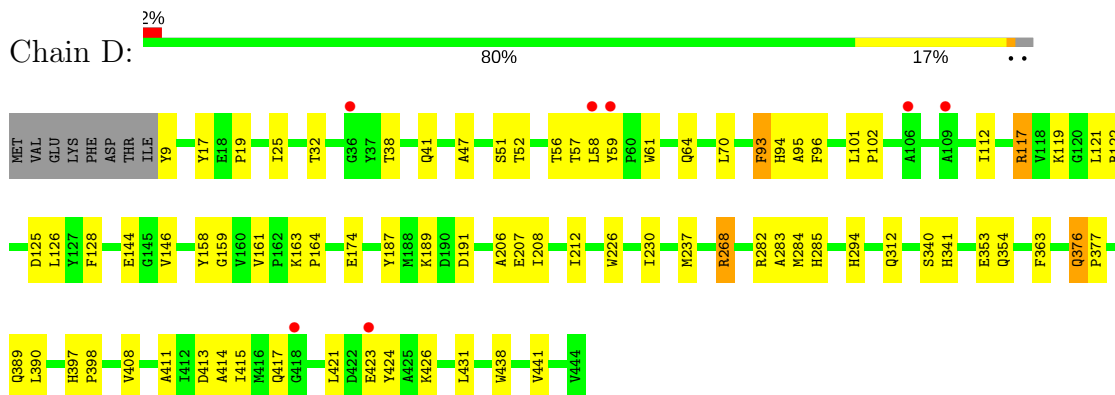 2%
Chain D:
80% 17% • •
MET VAL GLU LYS PHE ASP THR ILE Y9 Y17 E18 P19 I25 T32 G36 Y37 T38 Q41 A47 S51 T52 T56 T57 L58 Y59 P60 W61 Q64 L70 F93 H94 A95 F96 L101 P102 A106 A109 I112 R117 V118 K119 G120 L121
D125 L126 Y127 F128 E144 G145 V146 Y158 G159 V160 V161 P162 K163 P164 E174 Y187 M188 K189 D190 D191 A206 E207 I208 I212 W226 I230 M237 R268 R282 A283 M284 H285 H294 Q312 S340 H341 E353 Q354 F363 Q376 P377
Q389 L390 H397 P398 V408 A411 I412 D413 A414 I415 M416 Q417 G418 L421 D422 E423 Y424 A425 K426 L431 W438 V441 V444